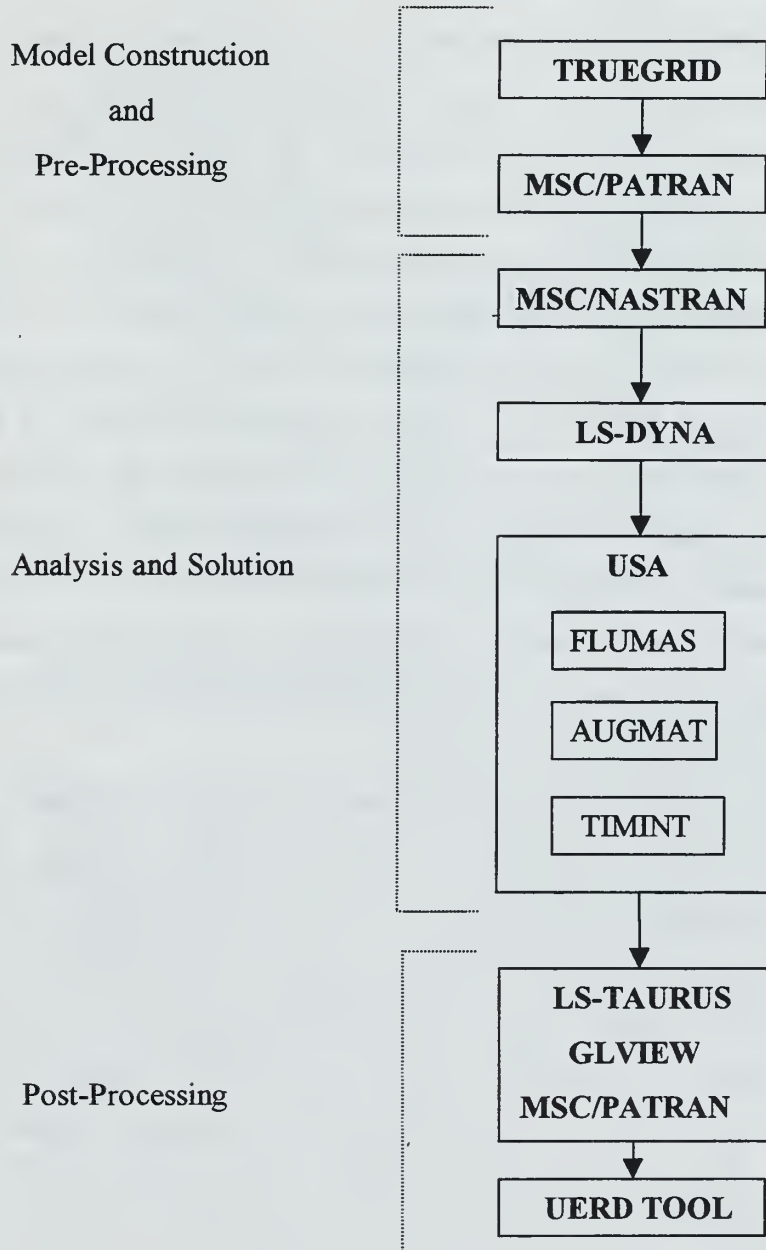 Model Construction
and
Pre-Processing
TRUEGRID
MSC/PATRAN
MSC/NASTRAN
LS-DYNA
Analysis and Solution
USA
FLUMAS
AUGMAT
TIMINT
Post-Processing
LS-TAURUS
GLVIEW
MSC/PATRAN
UERD TOOL